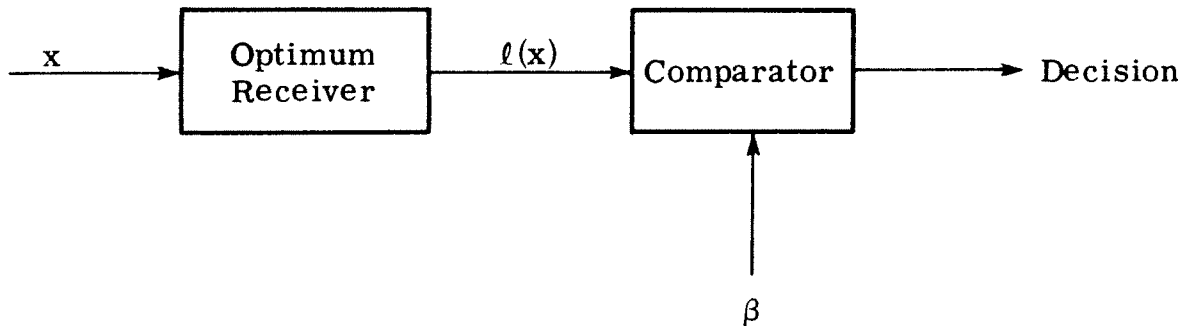 x
Optimum
Receiver
ℓ(x)
Comparator
Decision
β